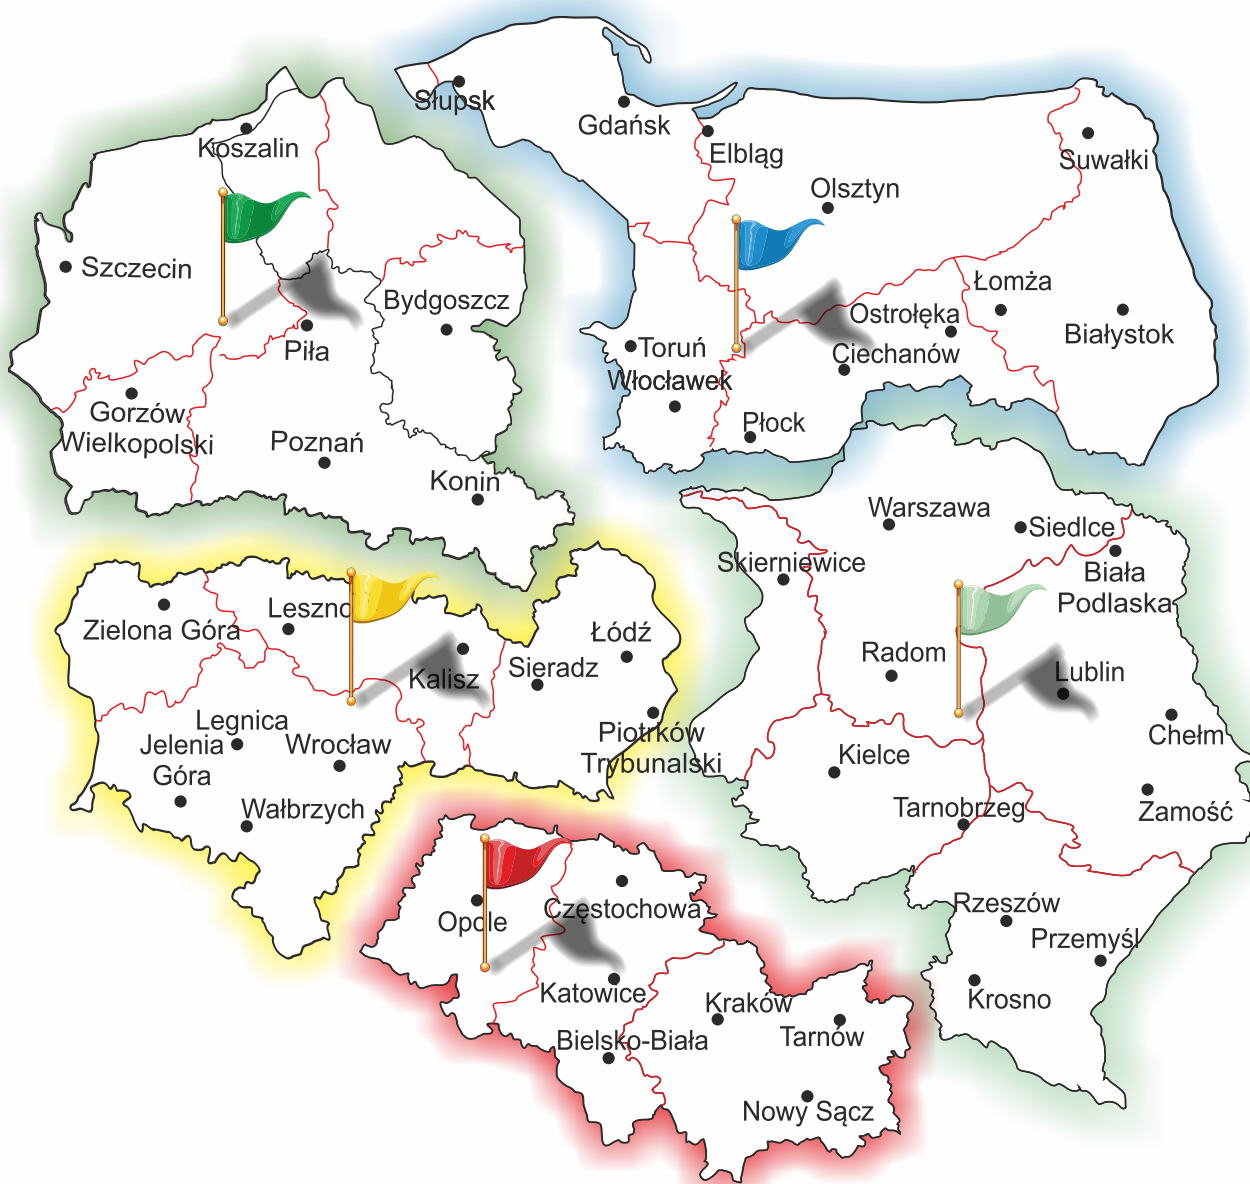 Słupsk
Gdańsk
Elbląg
Suwałki
Koszalin
Olsztyn
Szczecin
Bydgoszcz
Łomża
Ostrołęka
Białystok
Piła
Toruń
Ciechanów
Włocławek
Gorzów
Wielkopolski
Płock
Poznań
Konin
Warszawa
Siedlce
Skierniewice
Biała
Podlaska
Leszno
Zielona Góra
Łódź
Radom
Sieradz
Kalisz
Lublin
Legnica
Piotrków
Trybunalski
Chełm
Jelenia
Góra
Wrocław
Kielce
Wałbrzych
Tarnobrzeg
Zamość
Opole
Częstochowa
Rzeszów
Przemyśl
Katowice
Kraków
Krosno
Bielsko-Biała
Tarnów
Nowy Sącz